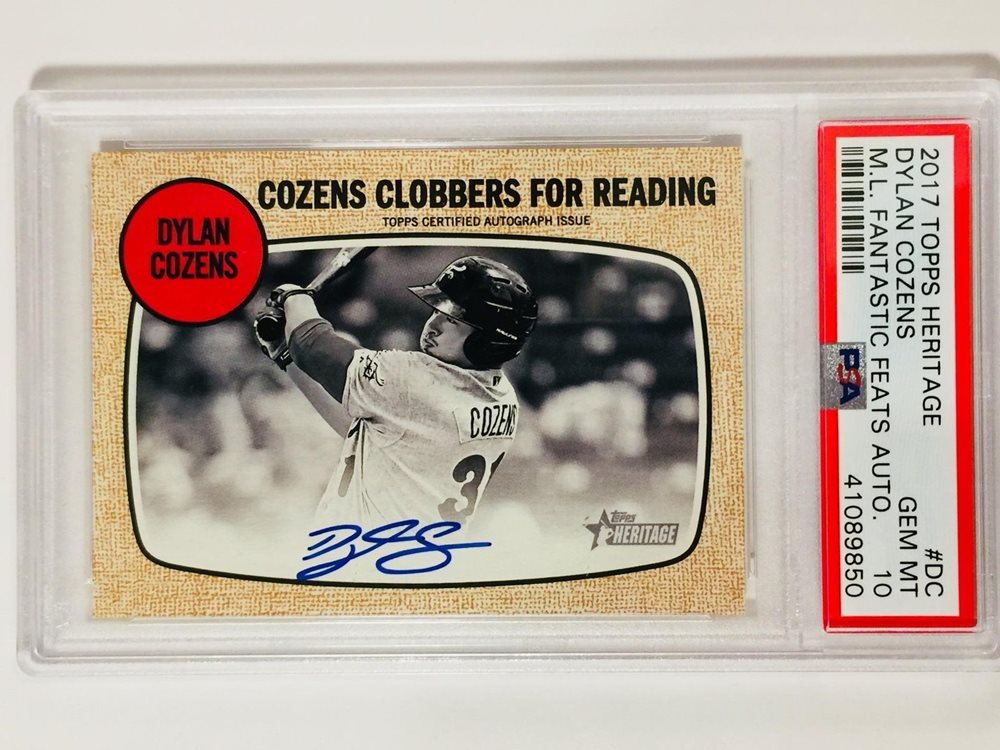 COZENS CLOBBERS FOR READING
TOPPS CERTIFIED AUTOGRAPH ISSUE
DYLAN
COZENS
COZENS
Topps
HERITAGE
2017 TOPPS HERITAGE #DC
DYLAN COZENS GEM MT
M.L. FANTASTIC FEATS AUTO. 10
41089850
PSA